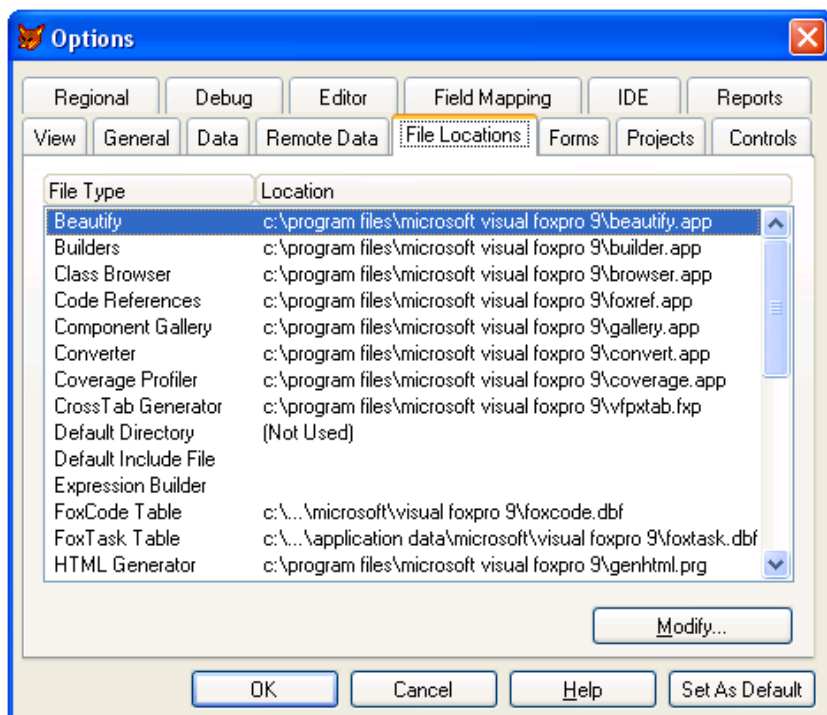 Options
Regional Debug Editor Field Mapping IDE Reports
View General Data Remote Data File Locations Forms Projects Controls
File Type Location
Beautify c:\program files\microsoft visual foxpro 9\beautify.app
Builders c:\program files\microsoft visual foxpro 9\builder.app
Class Browser c:\program files\microsoft visual foxpro 9\browser.app
Code References c:\program files\microsoft visual foxpro 9\foxref.app
Component Gallery c:\program files\microsoft visual foxpro 9\gallery.app
Converter c:\program files\microsoft visual foxpro 9\convert.app
Coverage Profiler c:\program files\microsoft visual foxpro 9\coverage.app
CrossTab Generator c:\program files\microsoft visual foxpro 9\vfpxtab.fxp
Default Directory (Not Used)
Default Include File
Expression Builder
FoxCode Table c:\...\microsoft\visual foxpro 9\foxcode.dbf
FoxTask Table c:\...\application data\microsoft\visual foxpro 9\foxtask.dbf
HTML Generator c:\program files\microsoft visual foxpro 9\genhtml.prg
Modify...
OK Cancel Help Set As Default